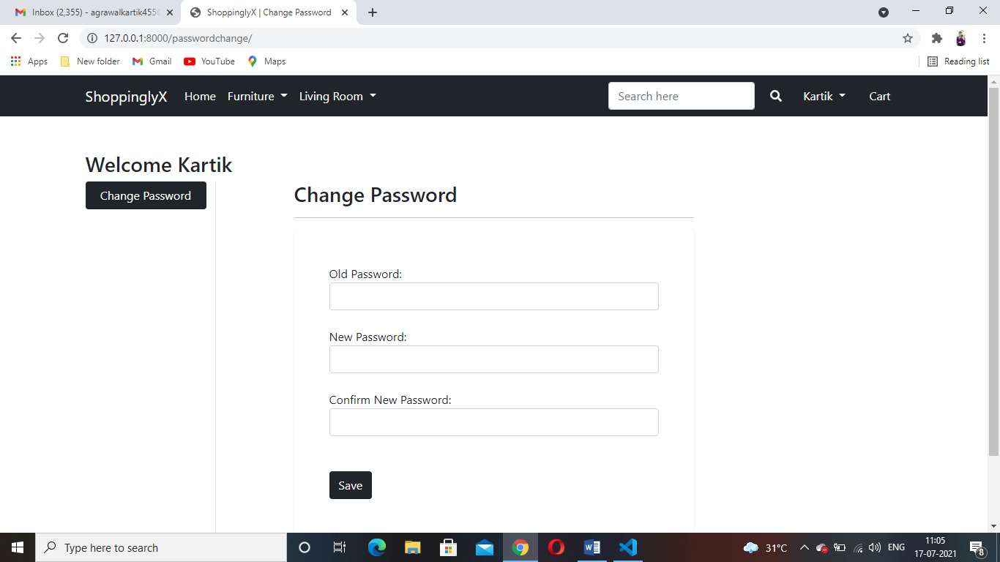 Inbox (2,355) - agrawalkartik455
ShoppinglyX | Change Password
127.0.0.1:8000/passwordchange/
Apps New folder Gmail YouTube Maps Reading list
ShoppinglyX Home Furniture Living Room Search here Kartik Cart
Welcome Kartik
Change Password
Change Password
Old Password:
New Password:
Confirm New Password:
Save
Type here to search
31°C
ENG
11:05
17-07-2021
8